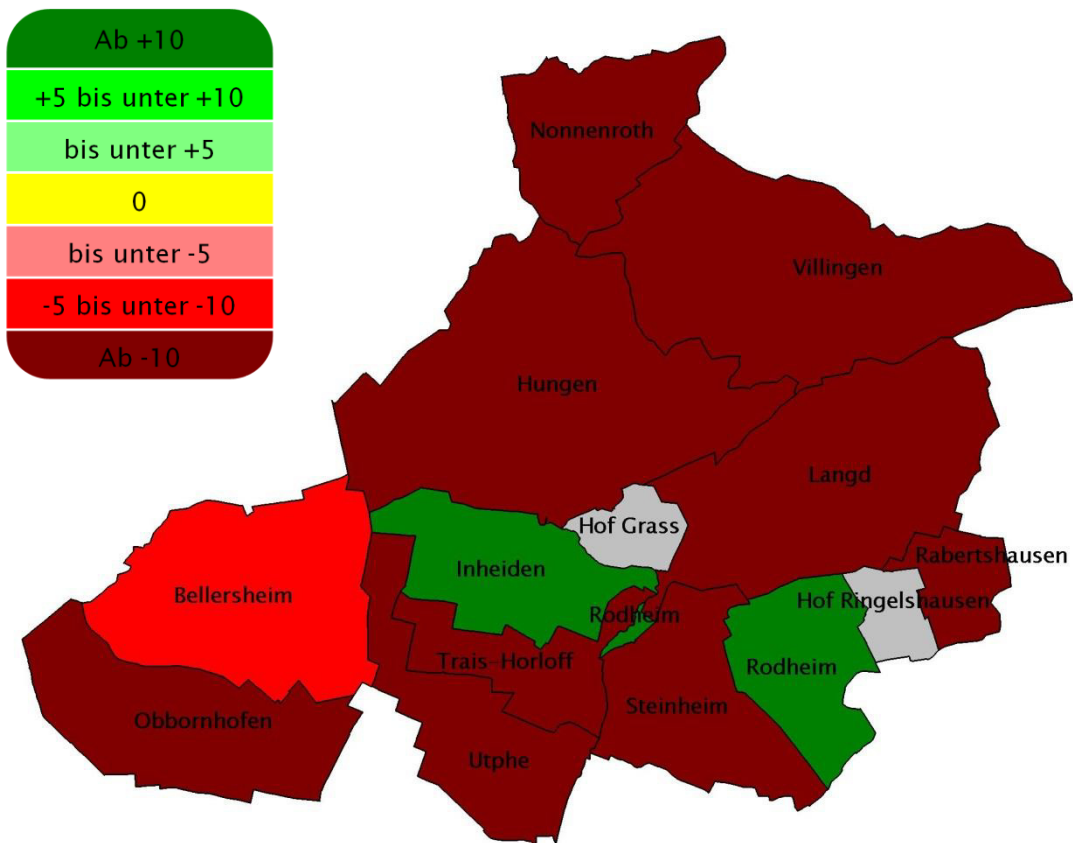 Ab +10
+5 bis unter +10
bis unter +5
0
bis unter -5
-5 bis unter -10
Ab -10
Nonnenroth
Villingen
Hungen
Langd
Hof Grass
Rabertshausen
Inheiden
Bellersheim
Hof Ringelshausen
Rodheim
Trais-Horloff
Rodheim
Steinheim
Obbornhofen
Utphe